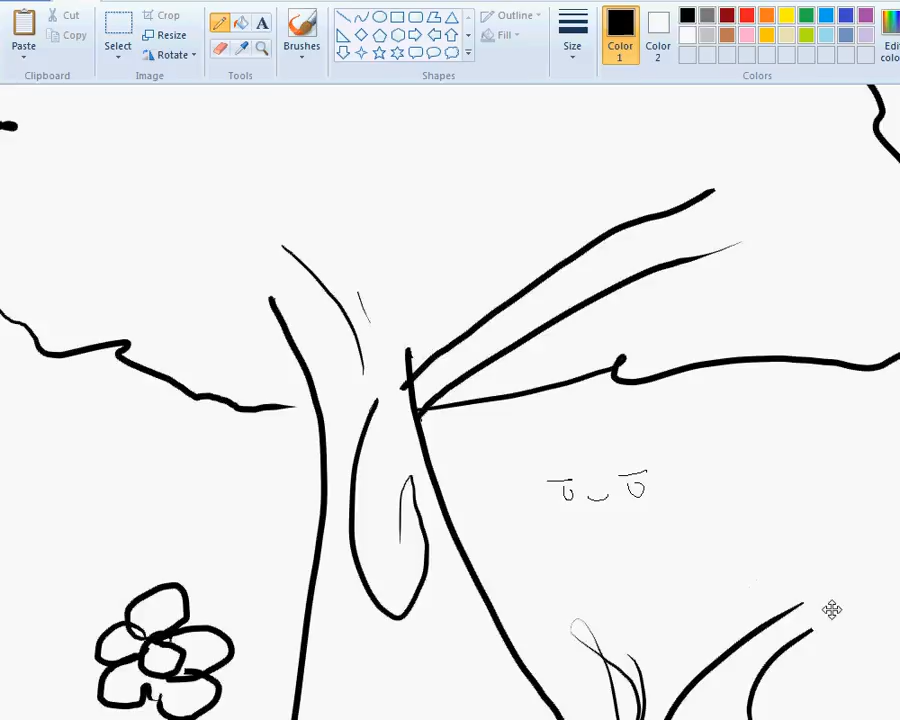 Paste
Cut
Copy
Clipboard
Select
Crop
Resize
Rotate
Image
A
Tools
Brushes
Shapes
Outline
Fill
Size
Color
1
Color
2
Colors